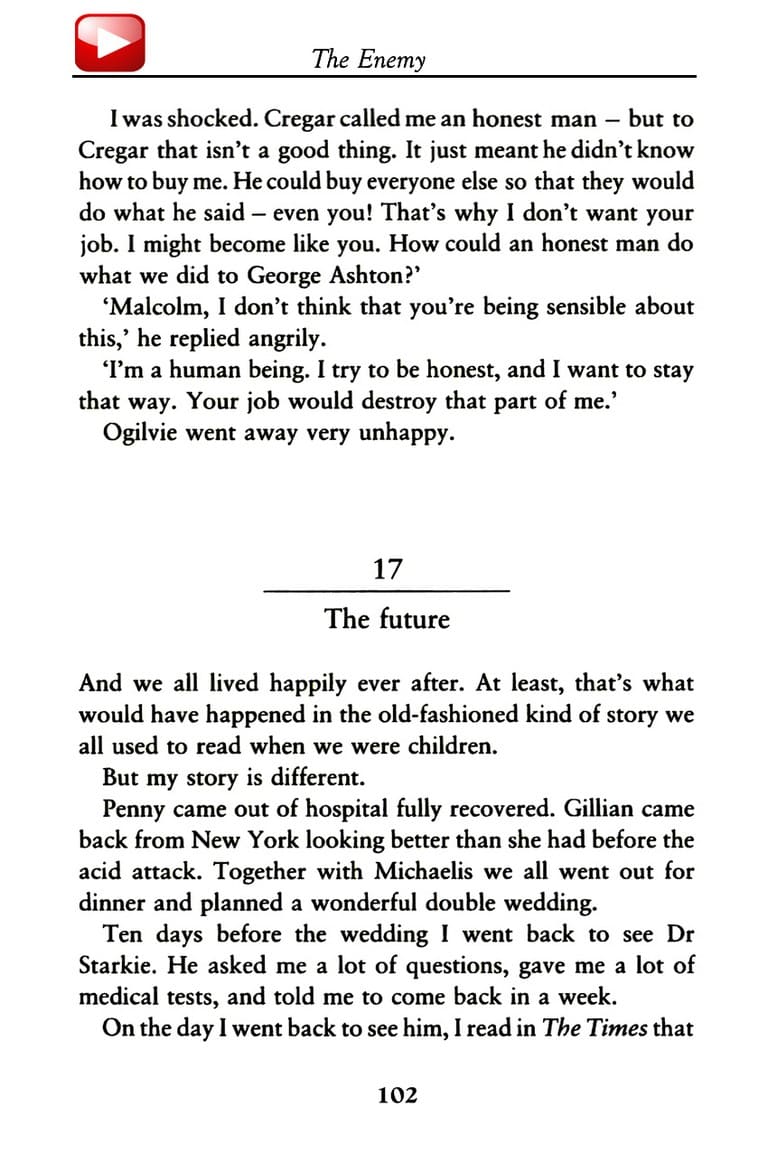 The Enemy
I was shocked. Cregar called me an honest man – but to
Cregar that isn't a good thing. It just meant he didn't know
how to buy me. He could buy everyone else so that they would
do what he said – even you! That's why I don't want your
job. I might become like you. How could an honest man do
what we did to George Ashton?'
'Malcolm, I don't think that you're being sensible about
this,' he replied angrily.
'I'm a human being. I try to be honest, and I want to stay
that way. Your job would destroy that part of me.'
Ogilvie went away very unhappy.
17
The future
And we all lived happily ever after. At least, that's what
would have happened in the old-fashioned kind of story we
all used to read when we were children.
But my story is different.
Penny came out of hospital fully recovered. Gillian came
back from New York looking better than she had before the
acid attack. Together with Michaelis we all went out for
dinner and planned a wonderful double wedding.
Ten days before the wedding I went back to see Dr
Starkie. He asked me a lot of questions, gave me a lot of
medical tests, and told me to come back in a week.
On the day I went back to see him, I read in The Times that
102